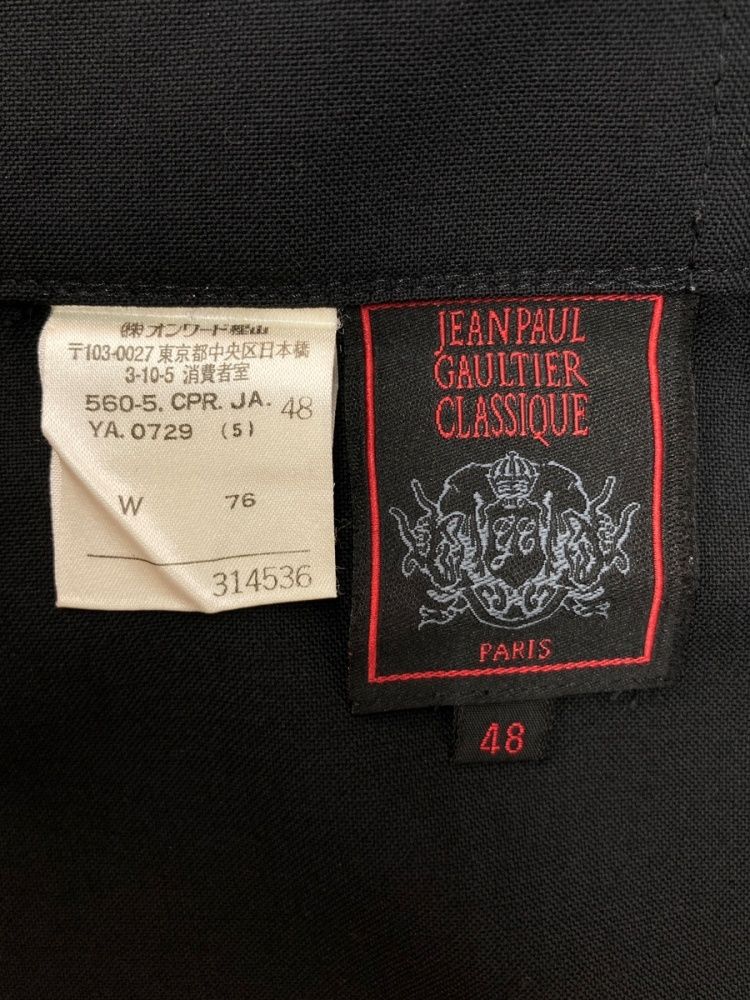 ㈱オンワード樫山
〒103-0027 東京都中央区日本橋
3-10-5 消費者室
560-5. CPR. JA. 48
YA. 0729 (5)
W 76
314536
JEAN PAUL
GAULTIER
CLASSIQUE
PARIS
48